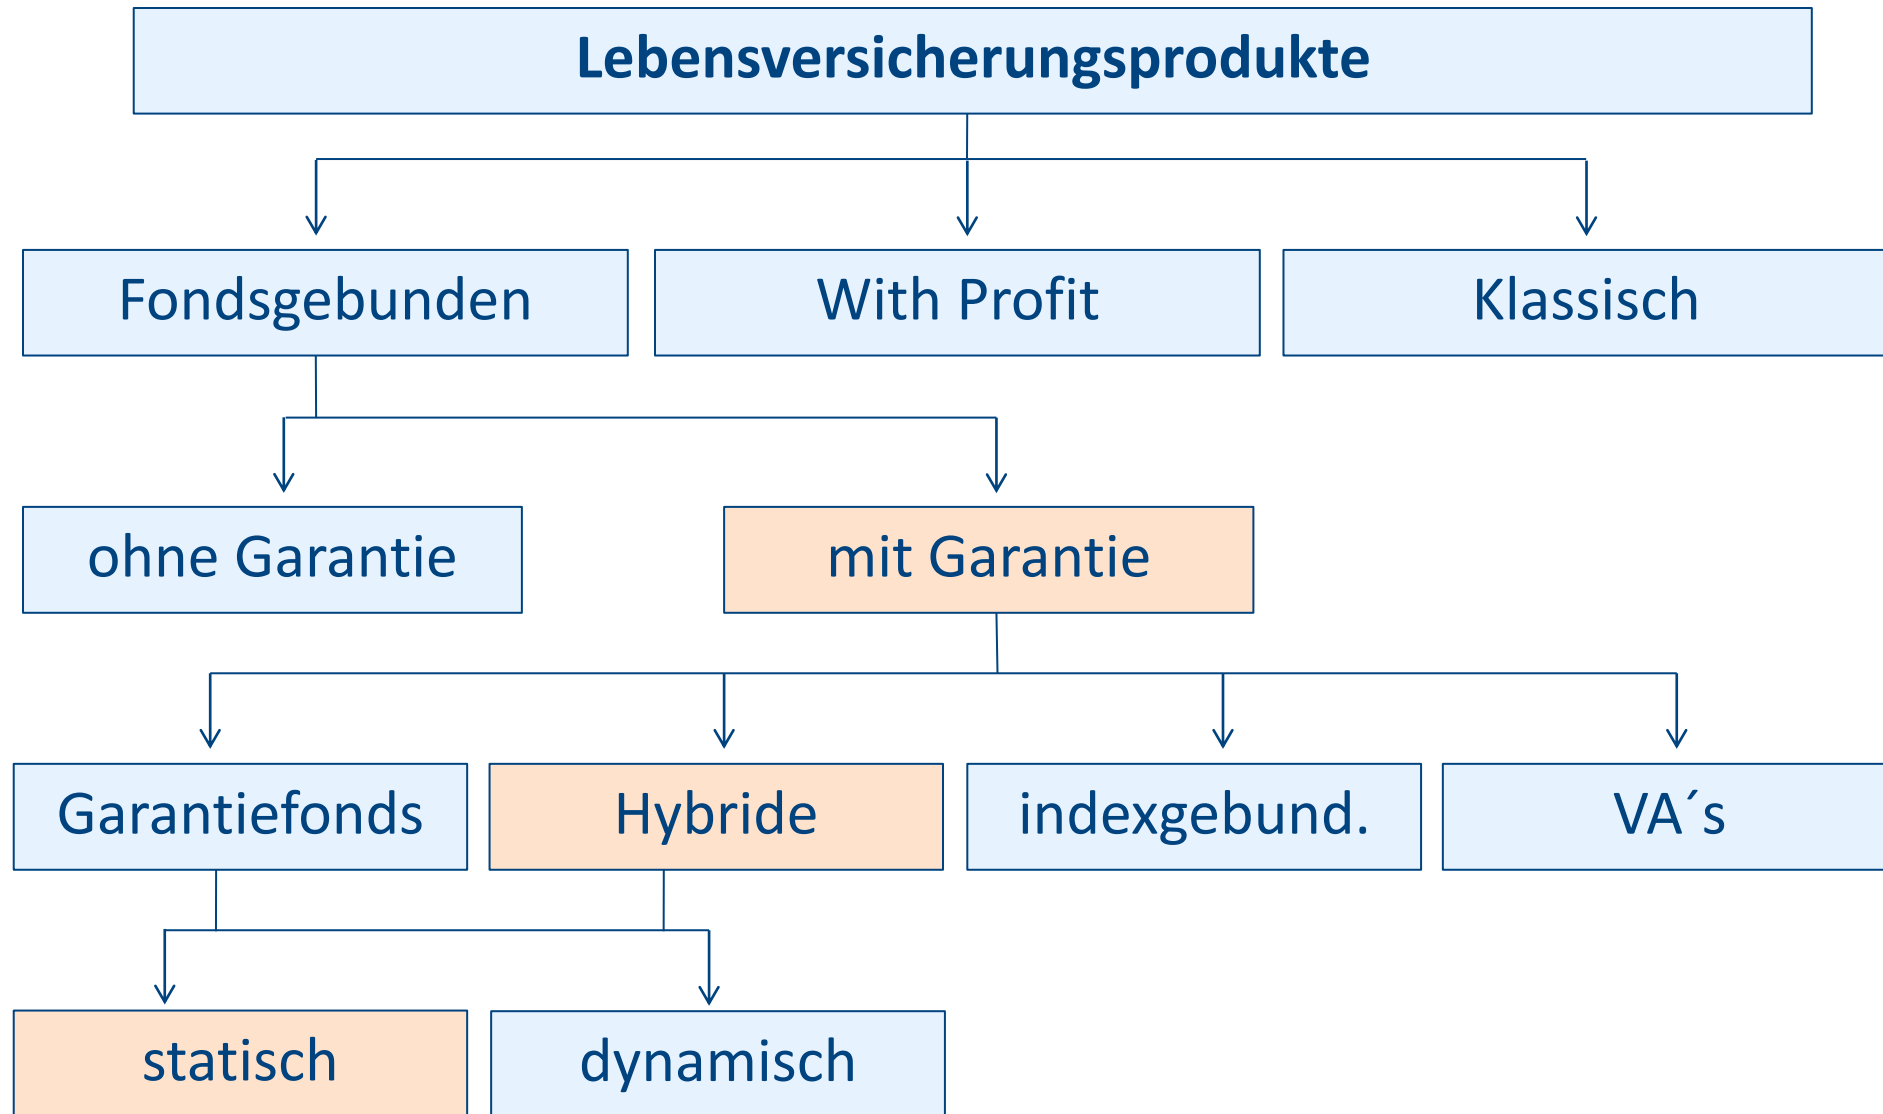 Lebensversicherungsprodukte
Fondsgebunden
With Profit
Klassisch
ohne Garantie
mit Garantie
Garantiefonds
Hybride
indexgebund.
VA´s
statisch
dynamisch